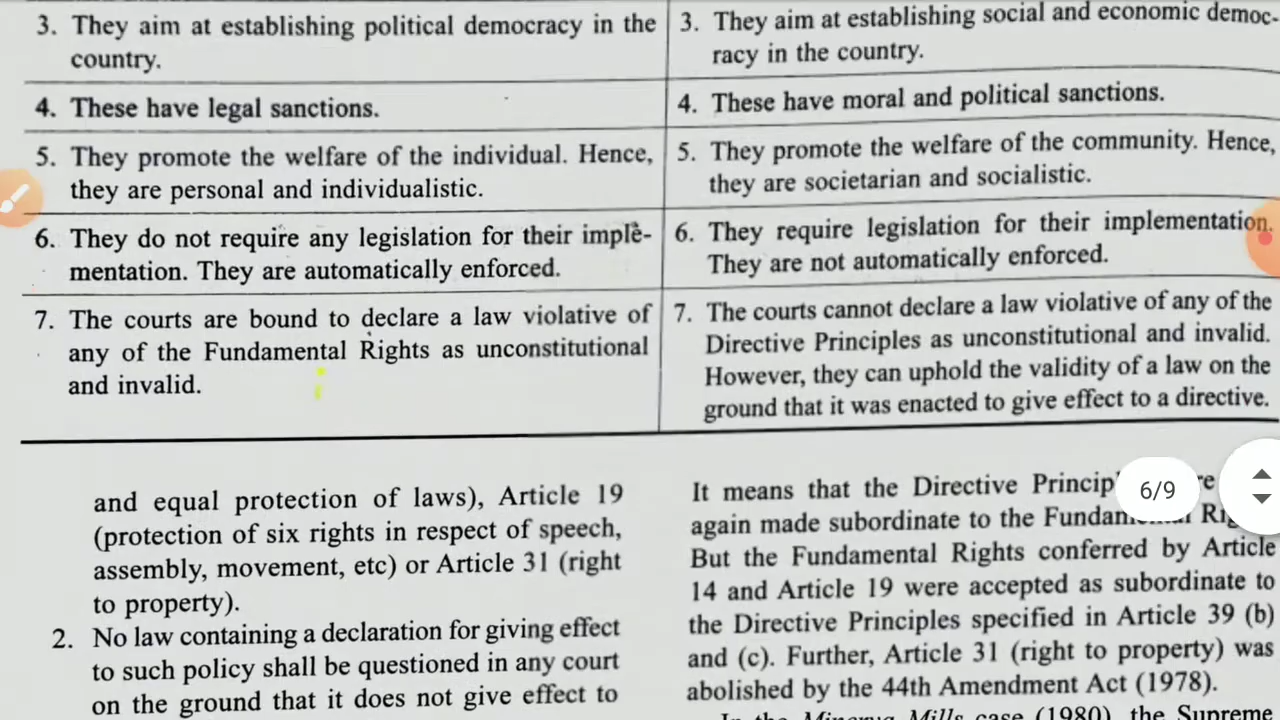 3. They aim at establishing political democracy in the
country.
3. They aim at establishing social and economic democ-
racy in the country.
4. These have legal sanctions.
4. These have moral and political sanctions.
5. They promote the welfare of the individual. Hence,
they are personal and individualistic.
5. They promote the welfare of the community. Hence,
they are societarian and socialistic.
6. They do not require any legislation for their imple-
mentation. They are automatically enforced.
6. They require legislation for their implementation.
They are not automatically enforced.
7. The courts are bound to declare a law violative of
any of the Fundamental Rights as unconstitutional
and invalid.
7. The courts cannot declare a law violative of any of the
Directive Principles as unconstitutional and invalid.
However, they can uphold the validity of a law on the
ground that it was enacted to give effect to a directive.
and equal protection of laws), Article 19
(protection of six rights in respect of speech,
assembly, movement, etc) or Article 31 (right
to property).
2. No law containing a declaration for giving effect
to such policy shall be questioned in any court
on the ground that it does not give effect to
It means that the Directive
again made subordinate to the
But the Fundamental Rights conferred by Article
14 and Article 19 were accepted as subordinate to
the Directive Principles specified in Article 39 (b)
and (c). Further, Article 31 (right to property) was
abolished by the 44th Amendment Act (1978).
In the Minerva Mills case (1980), the Supreme
6/9